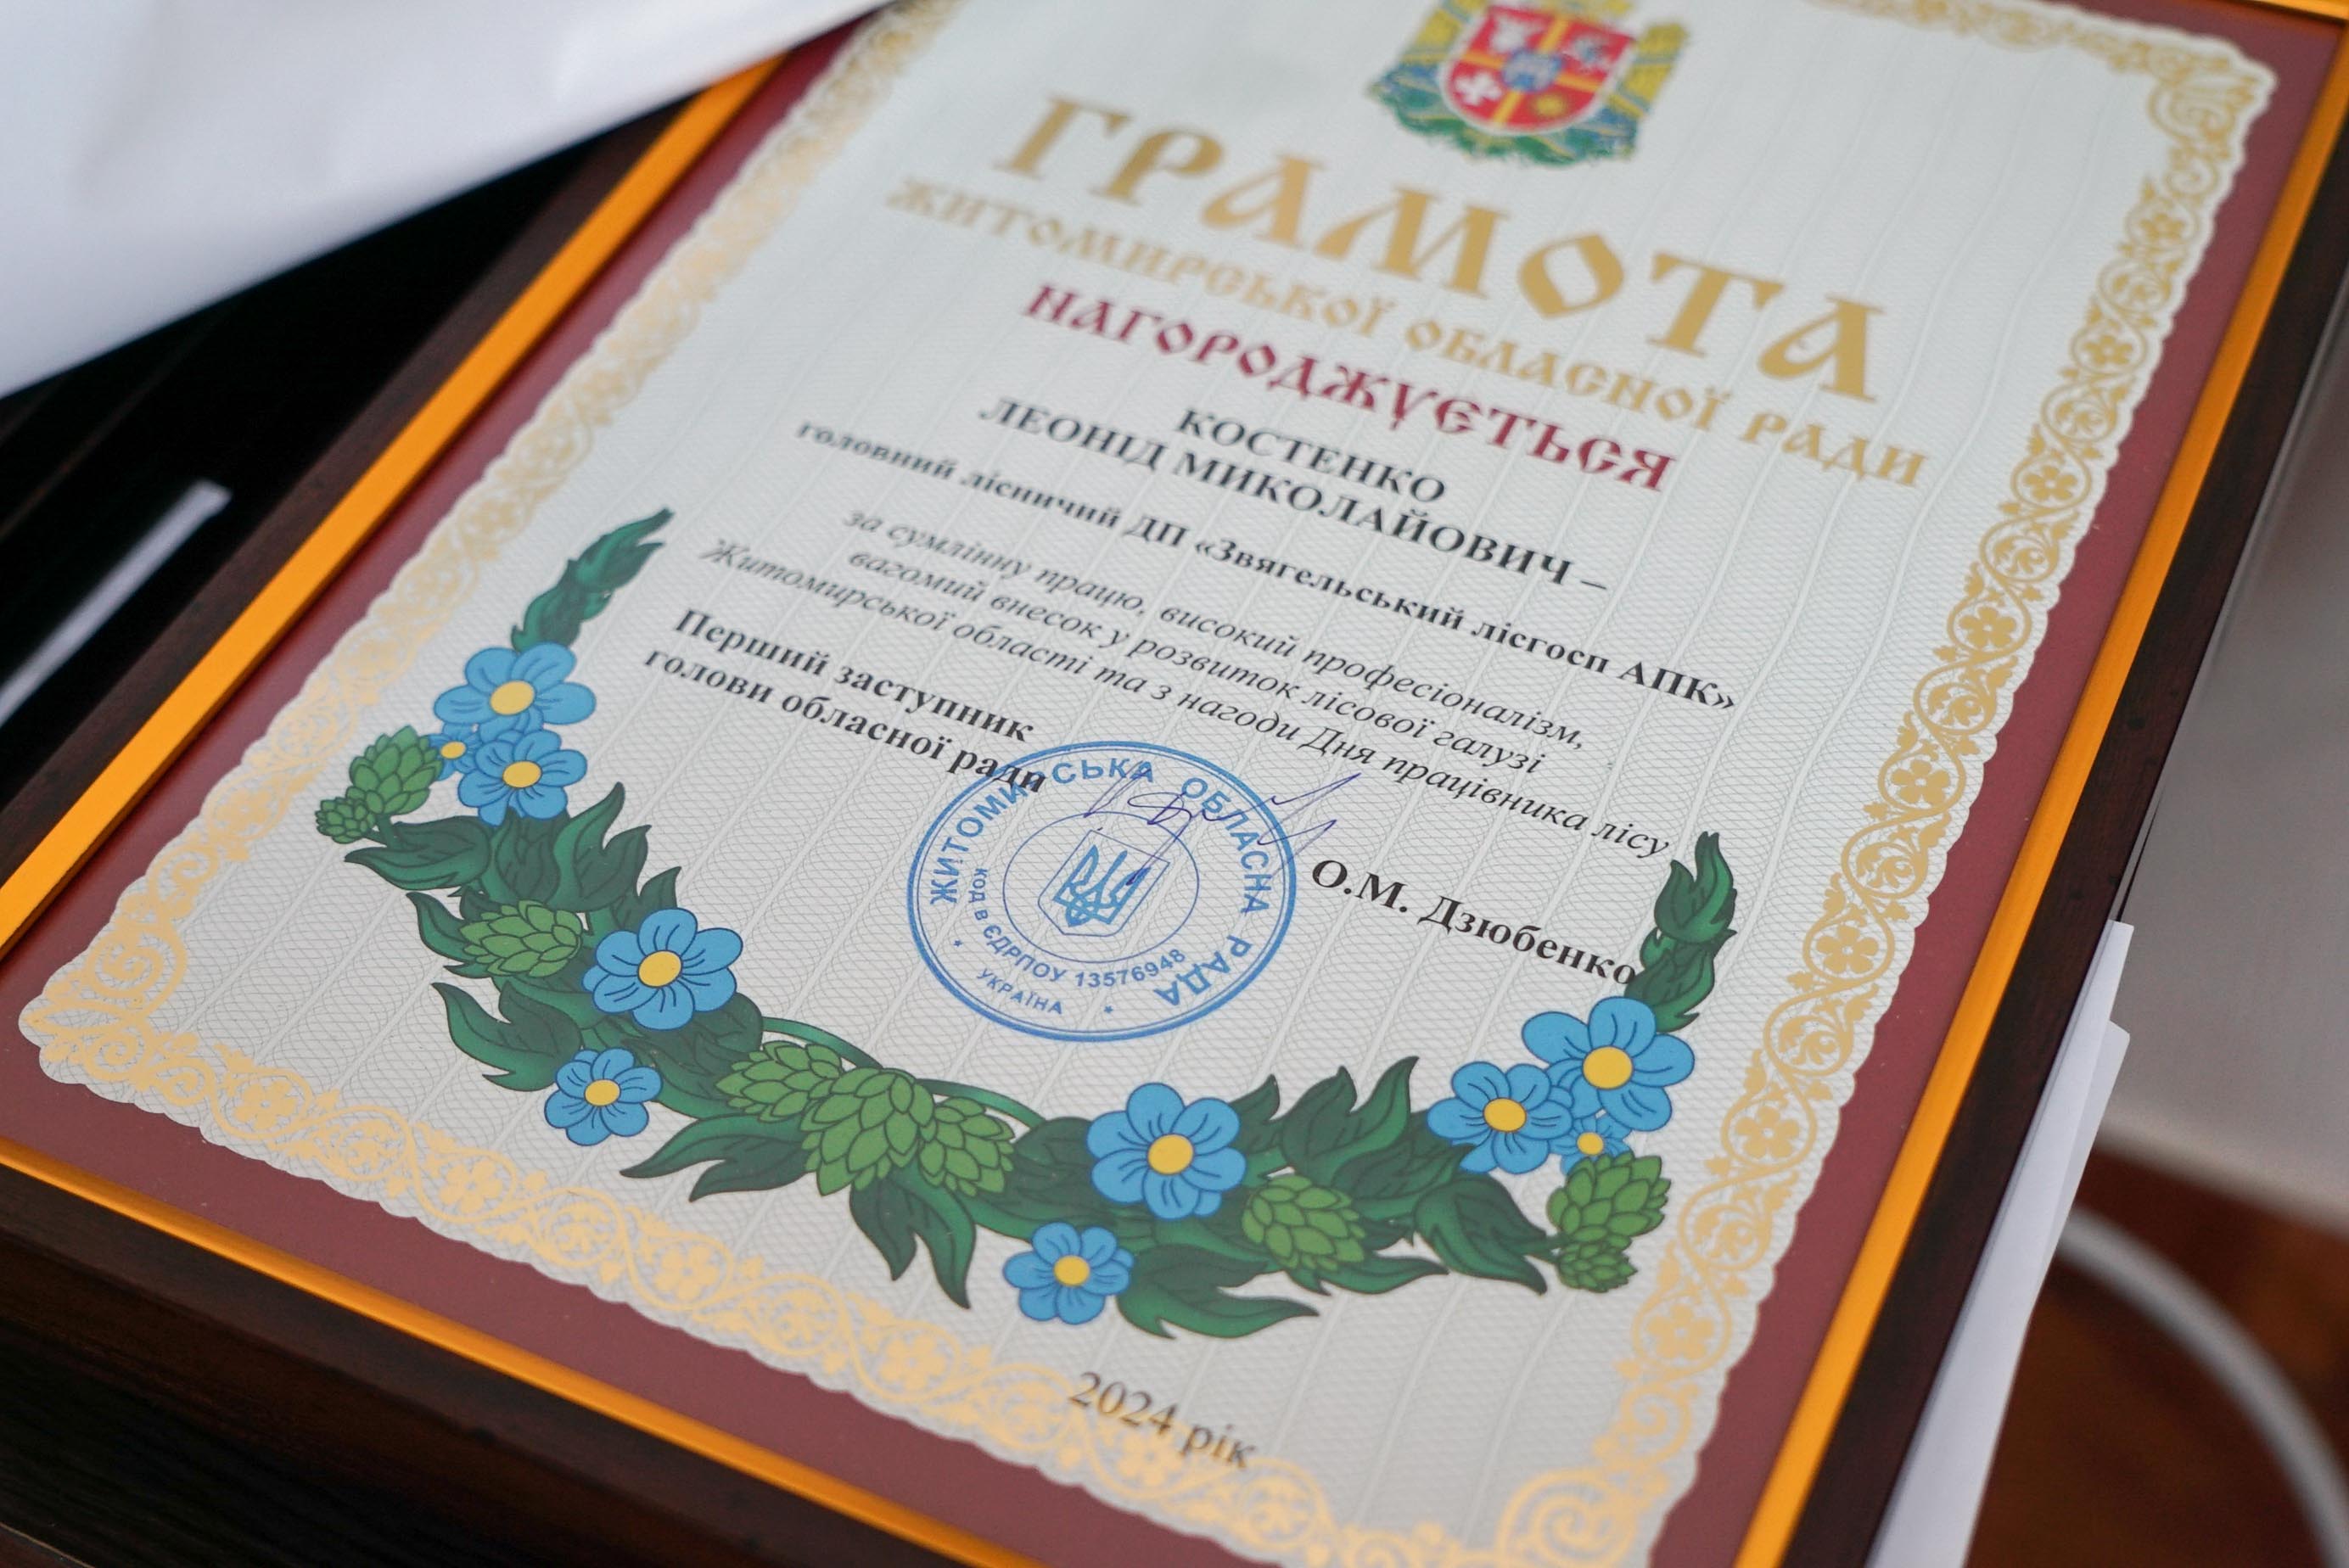 ГРАМОТА
ЖИТОМИРСЬКОЇ ОБЛАСНОЇ РАДИ
НАГОРОДЖУЄТЬСЯ
КОСТЕНКО
ЛЕОНІД МИКОЛАЙОВИЧ –
головний лісничий ДП «Звягельський лісгосп АПК»
за сумлінну працю, високий професіоналізм,
вагомий внесок у розвиток лісової галузі
Житомирської області та з нагоди Дня працівника лісу
Перший заступник
голови обласної ради
О.М. Дзюбенко
ЖИТОМИРСЬКА ОБЛАСНА РАДА
код в ЄДРПОУ 13576948
* УКРАЇНА *
2024 рік